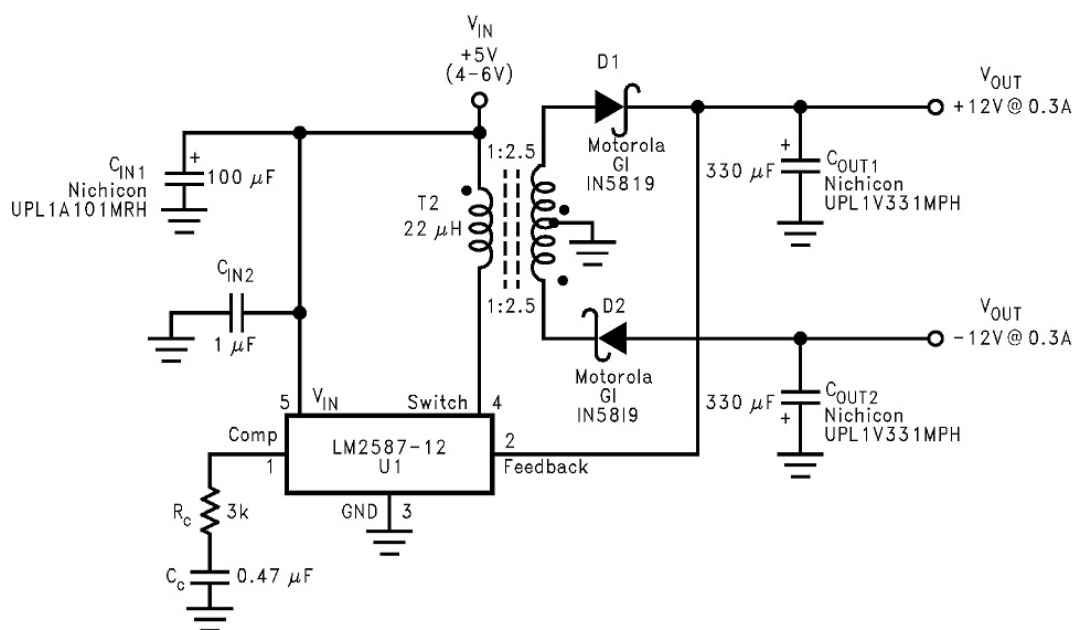 V_IN
+5V
(4-6V)
D1
V_OUT
+12V@ 0.3A
Motorola
GI
IN5819
C_IN1
Nichicon
UPL1A101MRH
+
100 μF
1:2.5
T2
22 μH
1:2.5
330 μF
+
C_OUT1
Nichicon
UPL1V331MPH
C_IN2
1 μF
D2
Motorola
GI
IN5819
V_OUT
-12V@ 0.3A
330 μF
+
C_OUT2
Nichicon
UPL1V331MPH
5
V_IN
Switch
4
Comp
1
LM2587-12
U1
2
Feedback
GND
3
R_c
3k
C_c
0.47 μF